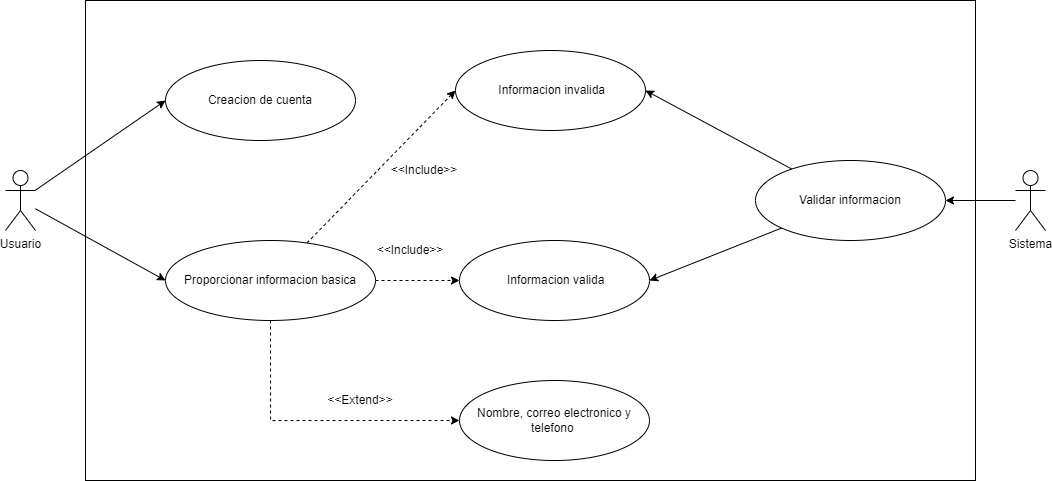 Creacion de cuenta
Informacion invalida
<<Include>>
Validar informacion
Usuario
Sistema
<<Include>>
Proporcionar informacion basica
Informacion valida
<<Extend>>
Nombre, correo electronico y
telefono